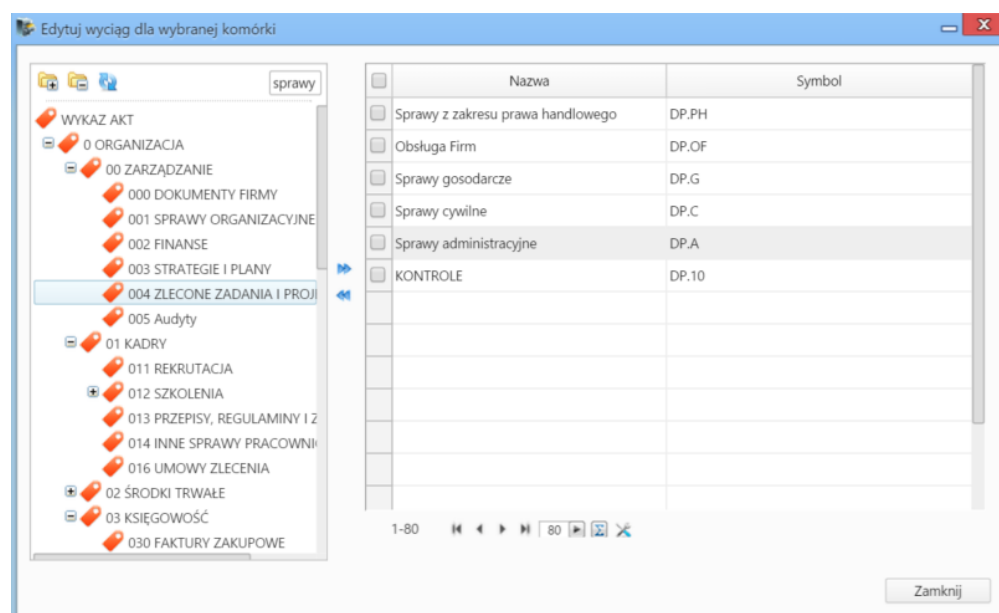 Edytuj wyciąg dla wybranej komórki
sprawy
WYKAZ AKT
0 ORGANIZACJA
00 ZARZĄDZANIE
000 DOKUMENTY FIRMY
001 SPRAWY ORGANIZACYJNE
002 FINANSE
003 STRATEGIE I PLANY
004 ZLECONE ZADANIA I PROJ
005 Audyty
01 KADRY
011 REKRUTACJA
012 SZKOLENIA
013 PRZEPISY, REGULAMINY I Z
014 INNE SPRAWY PRACOWNI
016 UMOWY ZLECENIA
02 ŚRODKI TRWAŁE
03 KSIĘGOWOŚĆ
030 FAKTURY ZAKUPOWE
Nazwa Symbol
Sprawy z zakresu prawa handlowego DP.PH
Obsługa Firm DP.OF
Sprawy gosodarcze DP.G
Sprawy cywilne DP.C
Sprawy administracyjne DP.A
KONTROLE DP.10
1-80 80
Zamknij